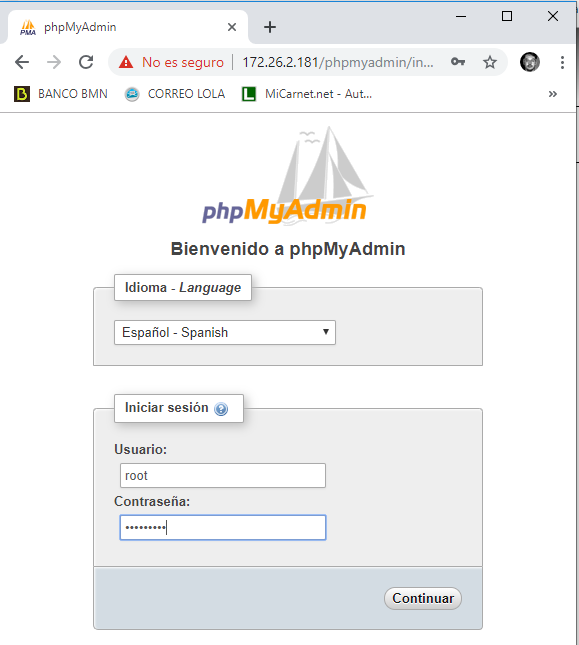 PMA phpMyAdmin
No es seguro 172.26.2.181/phpmyadmin/in...
BANCO BMN CORREO LOLA L MiCarnet.net - Aut... »
phpMyAdmin
Bienvenido a phpMyAdmin
Idioma - Language
Español - Spanish
Iniciar sesión ?
Usuario:
root
Contraseña:
•••••••••
Continuar